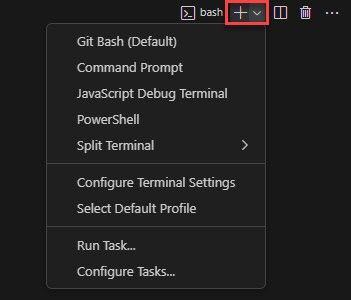 bash
Git Bash (Default)
Command Prompt
JavaScript Debug Terminal
PowerShell
Split Terminal
Configure Terminal Settings
Select Default Profile
Run Task...
Configure Tasks...